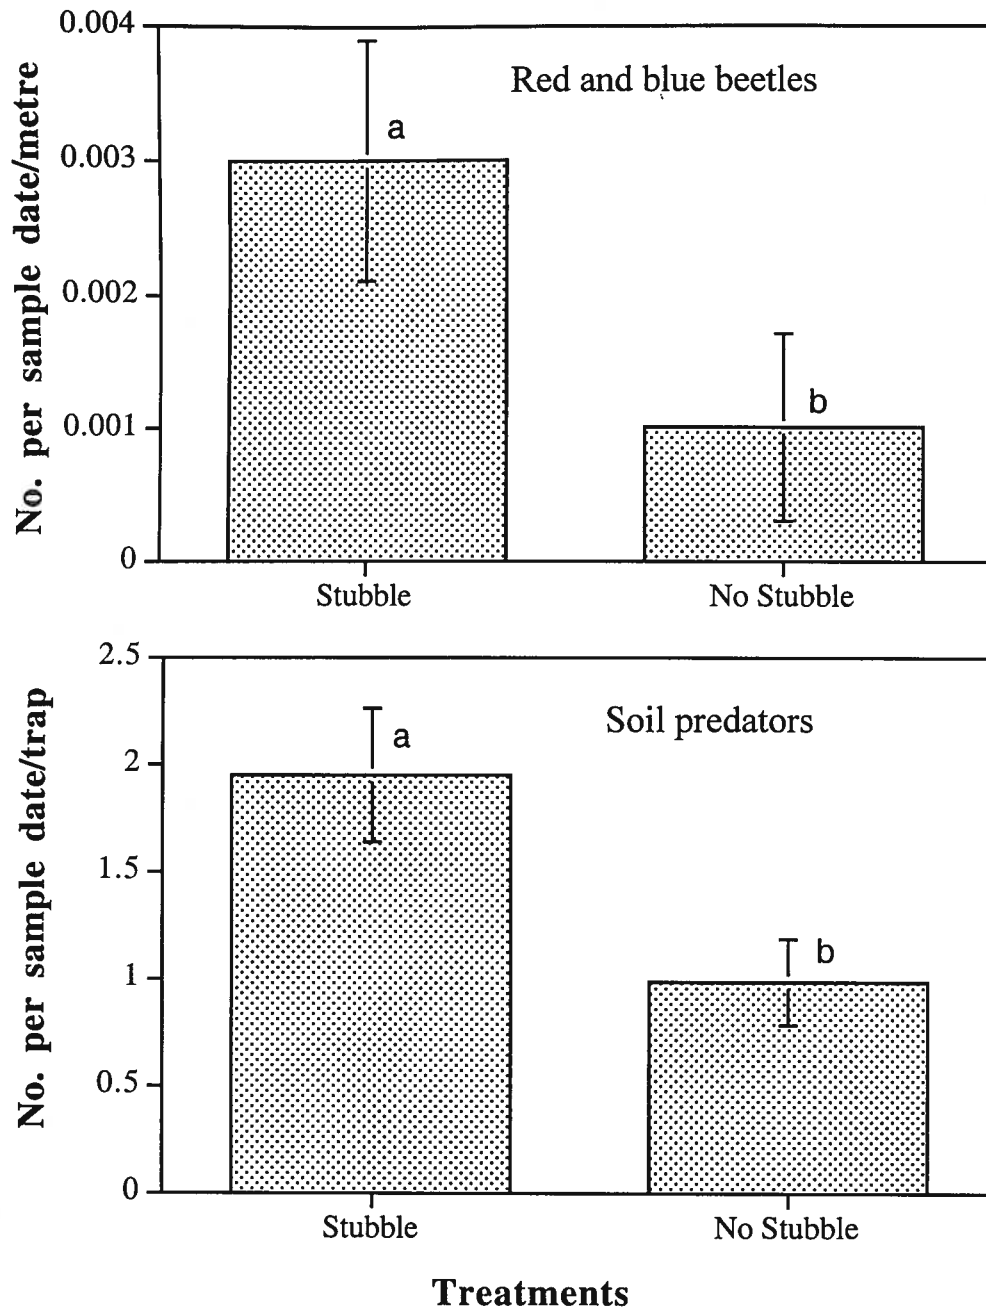 No. per sample date/metre
0.004
0.003
0.002
0.001
0
Red and blue beetles
a
b
Stubble
No Stubble
No. per sample date/trap
2.5
2
1.5
1
0.5
0
Soil predators
a
b
Stubble
No Stubble
Treatments